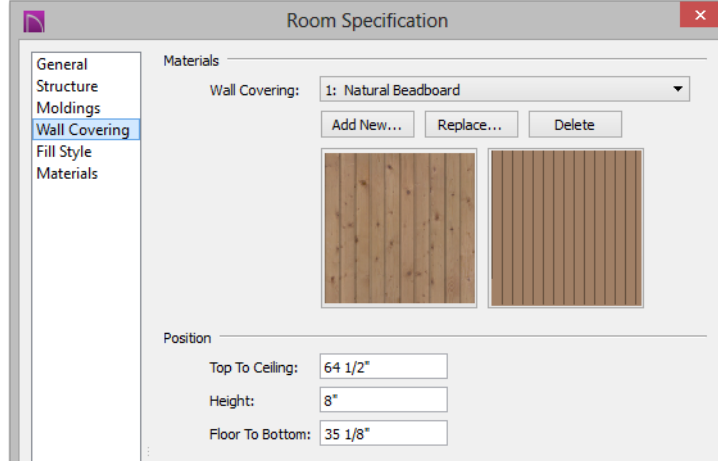 Room Specification
General
Structure
Moldings
Wall Covering
Fill Style
Materials
Materials
Wall Covering: 1: Natural Beadboard
Add New... Replace... Delete
Position
Top To Ceiling: 64 1/2"
Height: 8"
Floor To Bottom: 35 1/8"